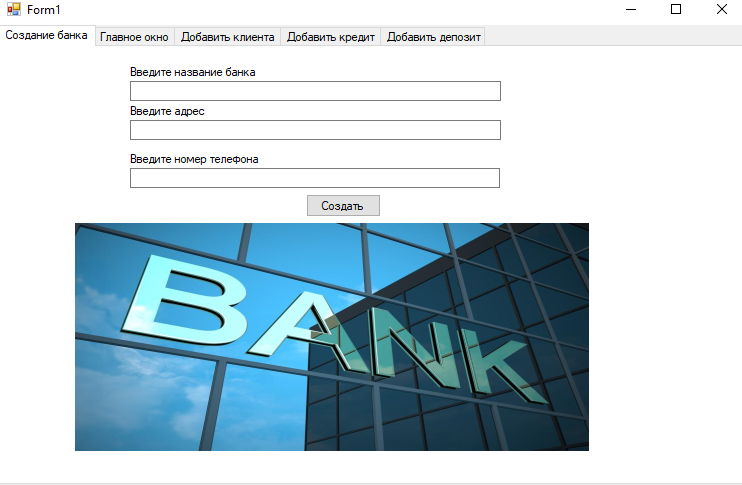 Form1
Создание банка Главное окно Добавить клиента Добавить кредит Добавить депозит
Введите название банка
Введите адрес
Введите номер телефона
Создать
BANK